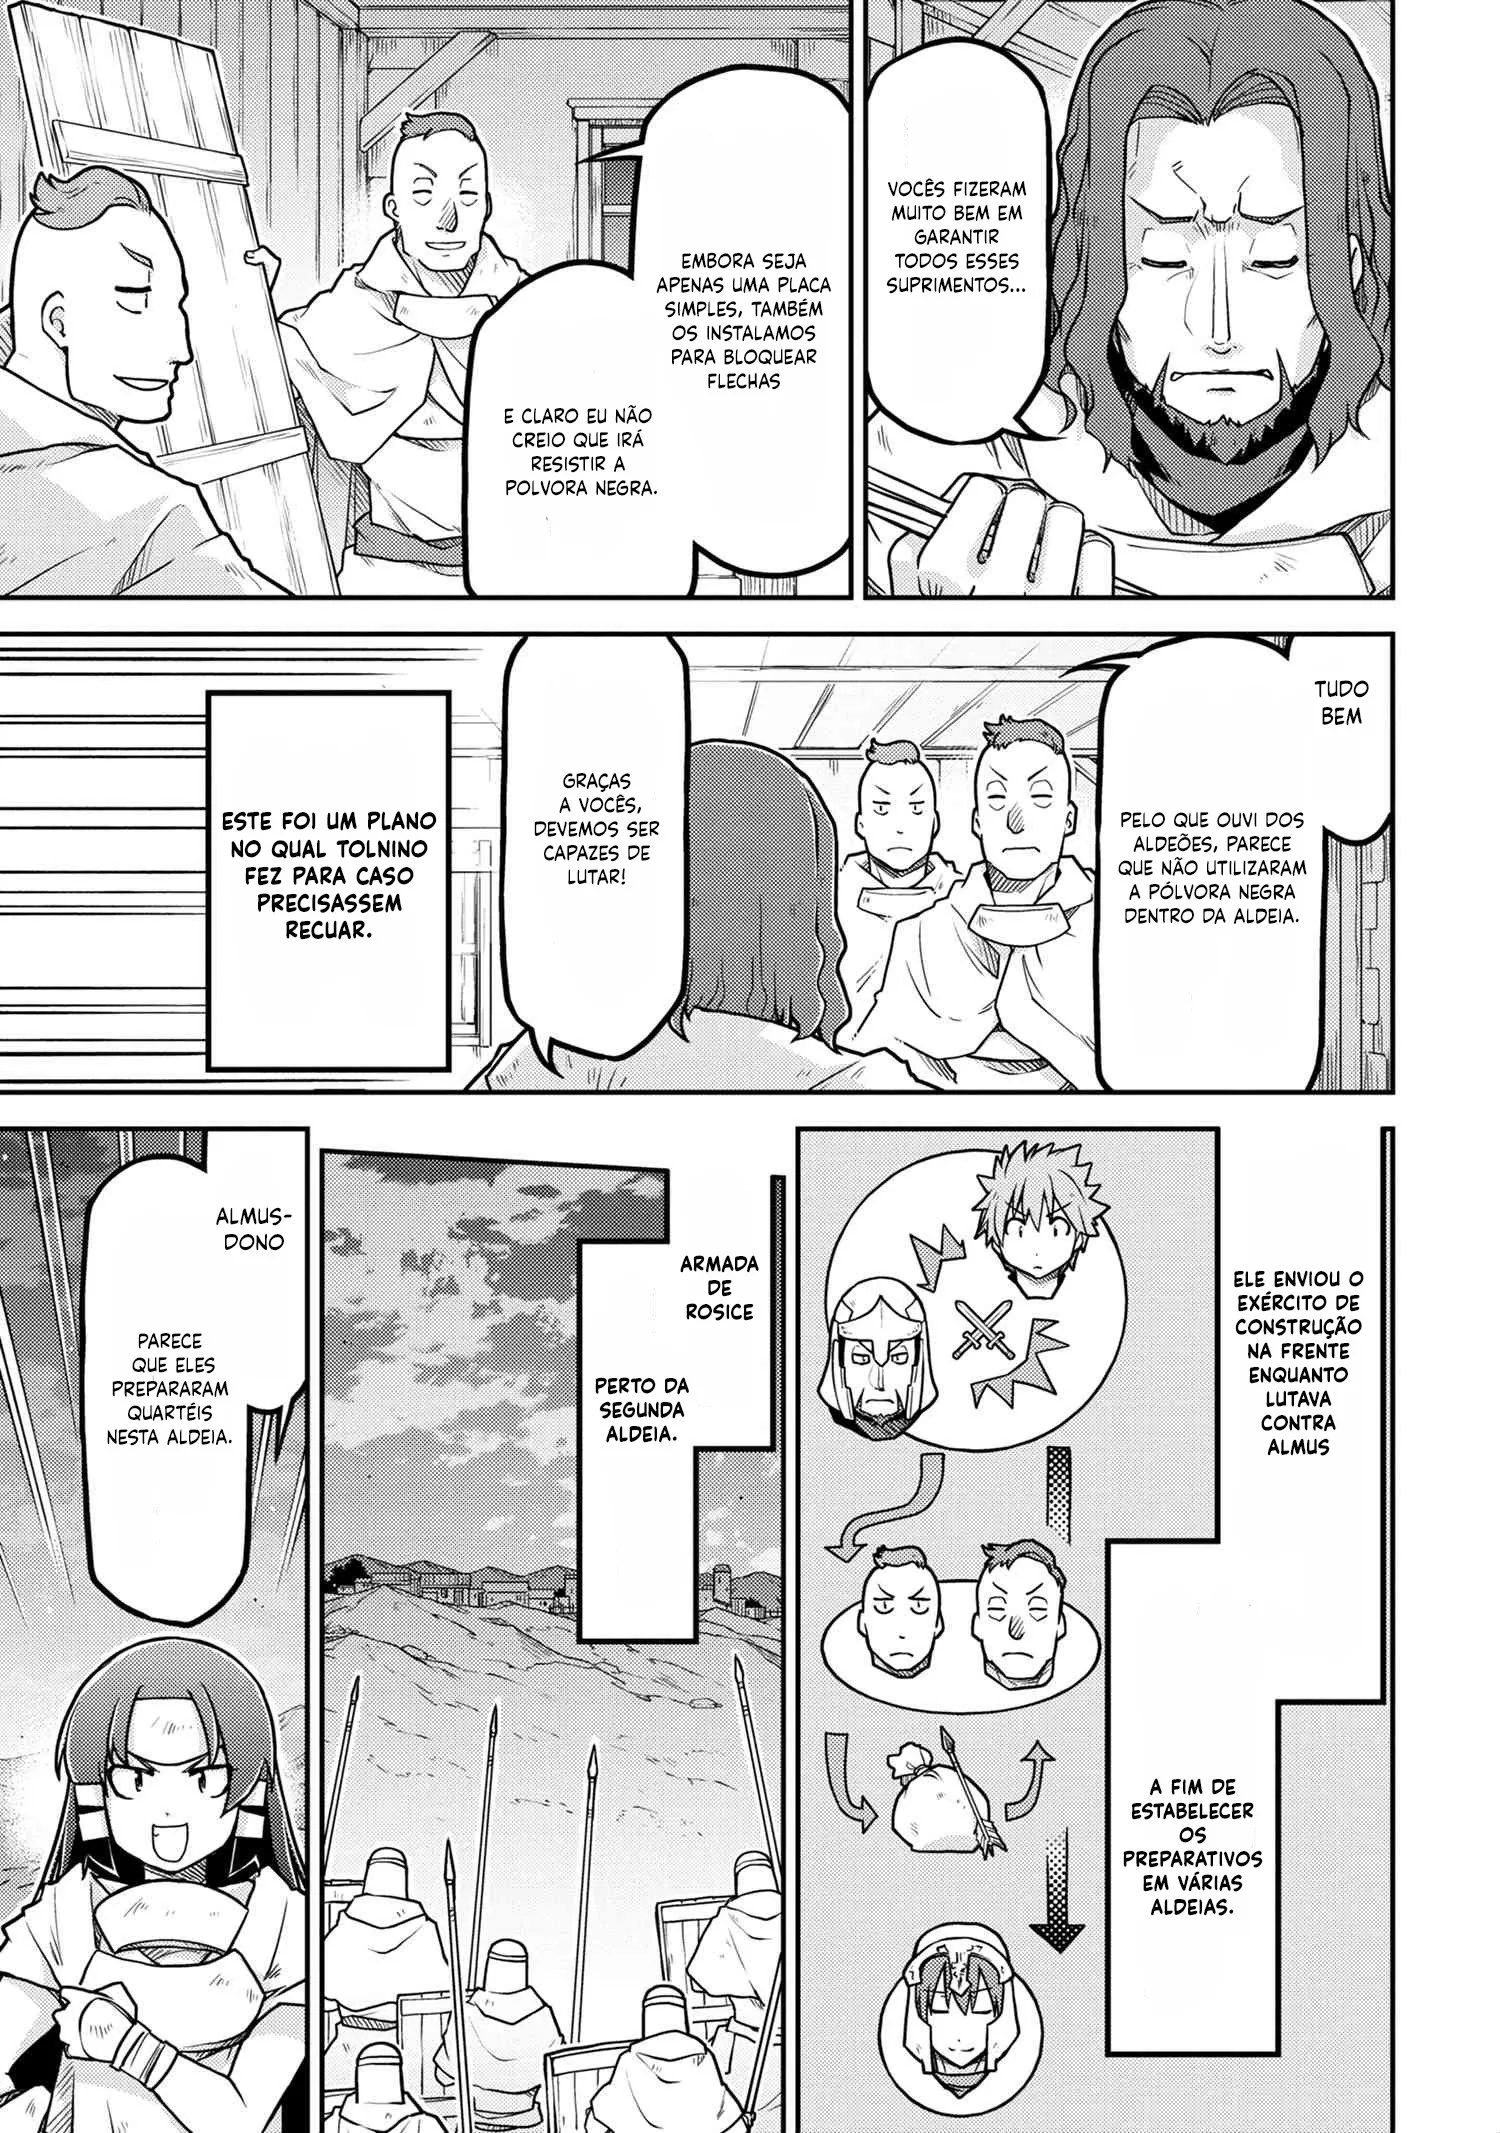 VOCÊS FIZERAM
MUITO BEM EM
GARANTIR
TODOS ESSES
SUPRIMENTOS...
EMBORA SEJA
APENAS UMA PLACA
SIMPLES, TAMBÉM
OS INSTALAMOS
PARA BLOQUEAR
FLECHAS
E CLARO EU NÃO
CREIO QUE IRÁ
RESISTIR A
POLVORA NEGRA.
TUDO
BEM
PELO QUE OUVI DOS
ALDEÕES, PARECE
QUE NÃO UTILIZARAM
A PÓLVORA NEGRA
DENTRO DA ALDEIA.
GRAÇAS
A VOCÊS,
DEVEMOS SER
CAPAZES DE
LUTAR!
ESTE FOI UM PLANO
NO QUAL TOLNINO
FEZ PARA CASO
PRECISASSEM
RECUAR.
ELE ENVIOU O
EXÉRCITO DE
CONSTRUÇÃO
NA FRENTE
ENQUANTO
LUTAVA
CONTRA
ALMUS
A FIM DE
ESTABELECER
OS
PREPARATIVOS
EM VÁRIAS
ALDEIAS.
ARMADA
DE
ROSICE
PERTO DA
SEGUNDA
ALDEIA.
ALMUS-
DONO
PARECE
QUE ELES
PREPARARAM
QUARTÉIS
NESTA ALDEIA.